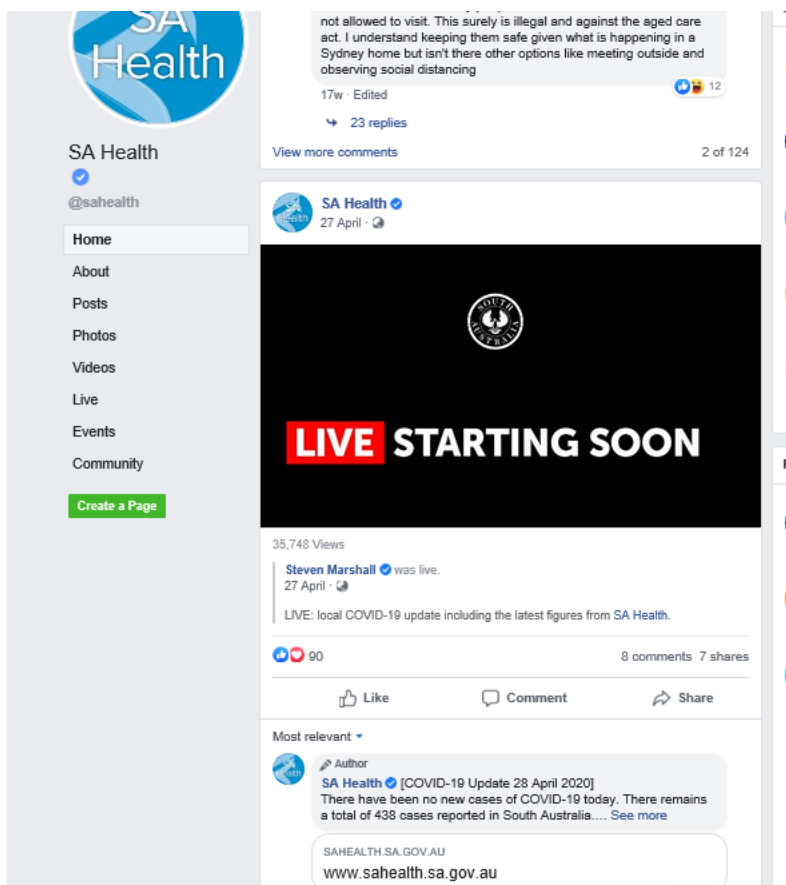 SA
Health
SA Health
@sahealth
Home
About
Posts
Photos
Videos
Live
Events
Community
Create a Page
not allowed to visit. This surely is illegal and against the aged care
act. I understand keeping them safe given what is happening in a
Sydney home but isn't there other options like meeting outside and
observing social distancing
12
17w · Edited
23 replies
View more comments
2 of 124
SA Health
27 April ·
SOUTH
AUSTRALIA
LIVE STARTING SOON
35,748 Views
Steven Marshall was live.
27 April ·
LIVE: local COVID-19 update including the latest figures from SA Health.
90
8 comments 7 shares
Like
Comment
Share
Most relevant
Author
SA Health [COVID-19 Update 28 April 2020]
There have been no new cases of COVID-19 today. There remains
a total of 438 cases reported in South Australia.... See more
SAHEALTH.SA.GOV.AU
www.sahealth.sa.gov.au